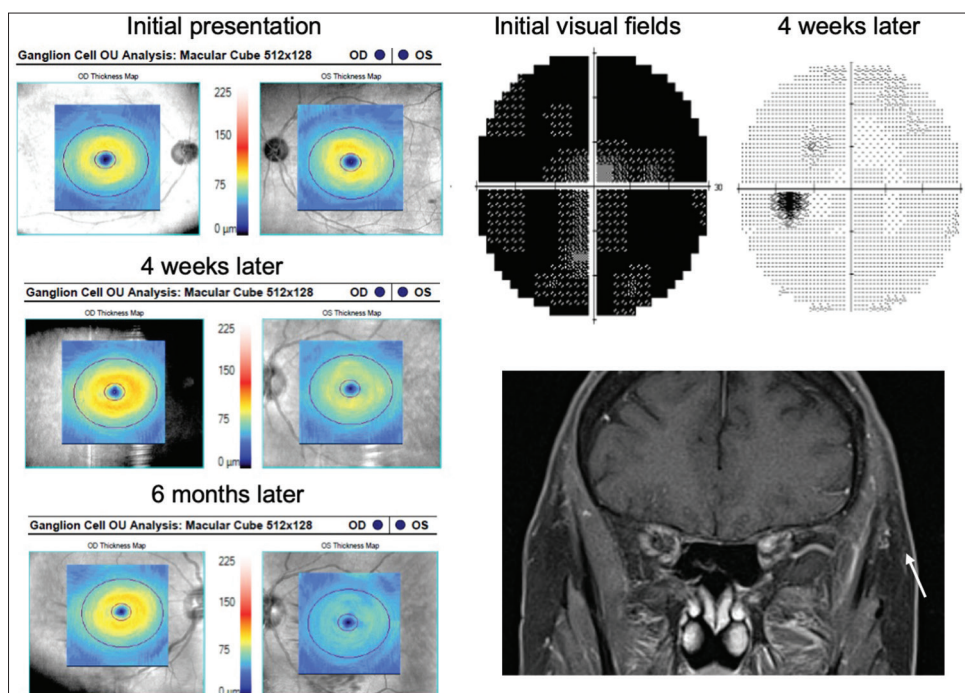 Initial presentation
Ganglion Cell OU Analysis: Macular Cube 512x128 OD OS
OD Thickness Map
OS Thickness Map
225
150
75
0 µm
4 weeks later
Ganglion Cell OU Analysis: Macular Cube 512x128 OD OS
OD Thickness Map
OS Thickness Map
225
150
75
0 µm
6 months later
Ganglion Cell OU Analysis: Macular Cube 512x128 OD OS
OD Thickness Map
OS Thickness Map
225
150
75
0 µm
Initial visual fields
30
4 weeks later